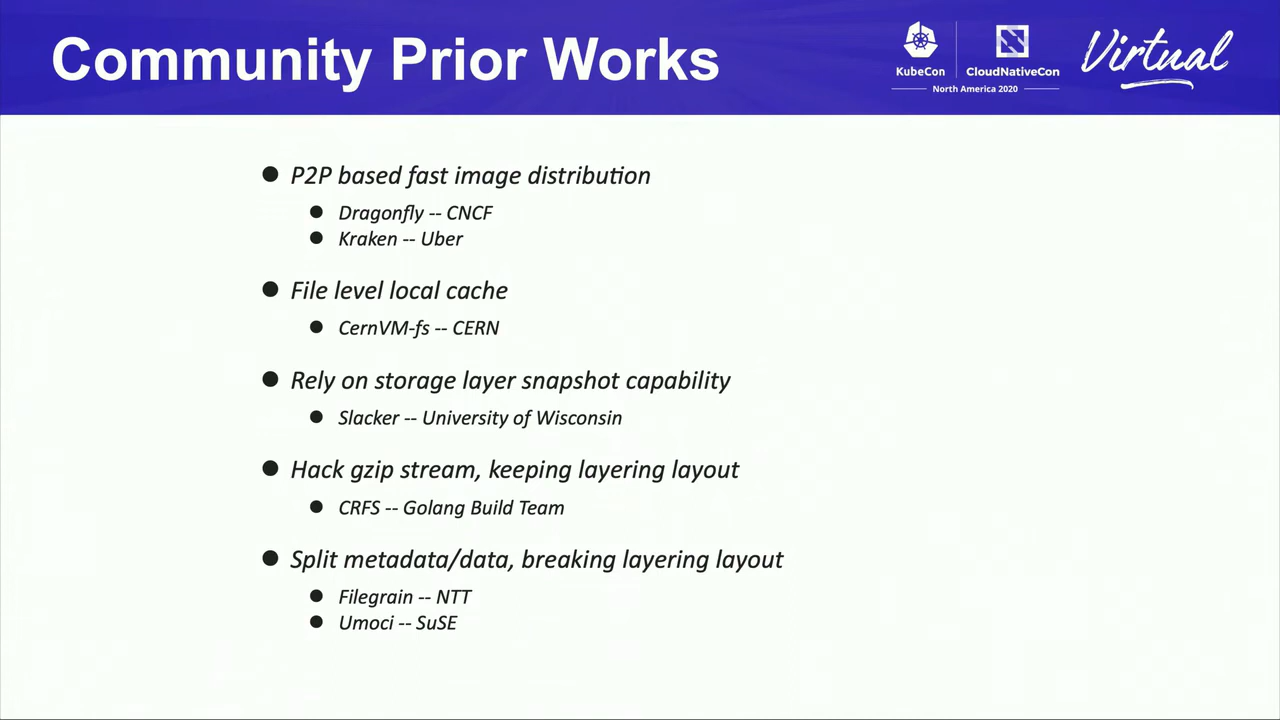 Community Prior Works
KubeCon
CloudNativeCon
North America 2020
Virtual
P2P based fast image distribution
Dragonfly -- CNCF
Kraken -- Uber
File level local cache
CernVM-fs -- CERN
Rely on storage layer snapshot capability
Slacker -- University of Wisconsin
Hack gzip stream, keeping layering layout
CRFS -- Golang Build Team
Split metadata/data, breaking layering layout
Filegrain -- NTT
Umoci -- SuSE